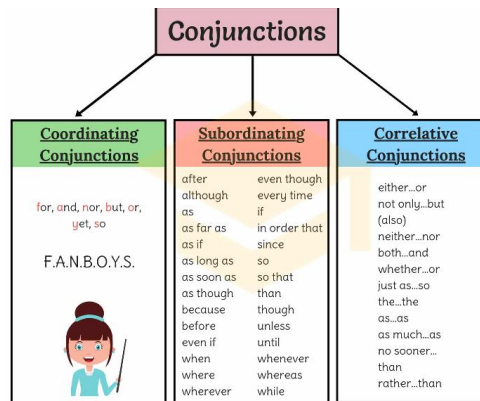 Conjunctions
Coordinating
Conjunctions
for, and, nor, but, or,
yet, so
F.A.N.B.O.Y.S.
Subordinating
Conjunctions
after even though
although every time
as if
as far as in order that
as if since
as long as so
as soon as so that
as though than
because though
before unless
even if until
when whenever
where whereas
wherever while
Correlative
Conjunctions
either...or
not only...but
(also)
neither...nor
both...and
whether...or
just as...so
the...the
as...as
as much...as
no sooner...
than
rather...than